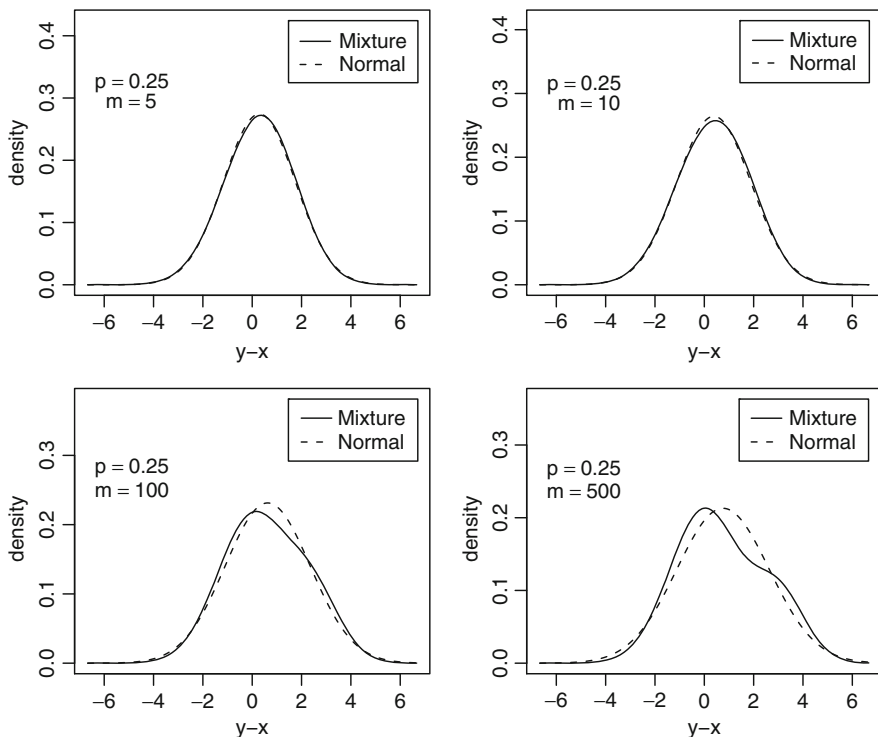 Mixture
Normal
p = 0.25
m = 5
density
0.0 0.1 0.2 0.3 0.4
−6 −4 −2 0 2 4 6
y−x
Mixture
Normal
p = 0.25
m = 10
density
0.0 0.1 0.2 0.3 0.4
−6 −4 −2 0 2 4 6
y−x
Mixture
Normal
p = 0.25
m = 100
density
0.0 0.1 0.2 0.3
−6 −4 −2 0 2 4 6
y−x
Mixture
Normal
p = 0.25
m = 500
density
0.0 0.1 0.2 0.3
−6 −4 −2 0 2 4 6
y−x